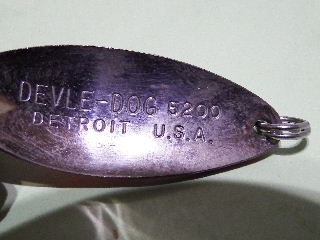 DEVLE-DOG 5200
DETROIT U.S.A.